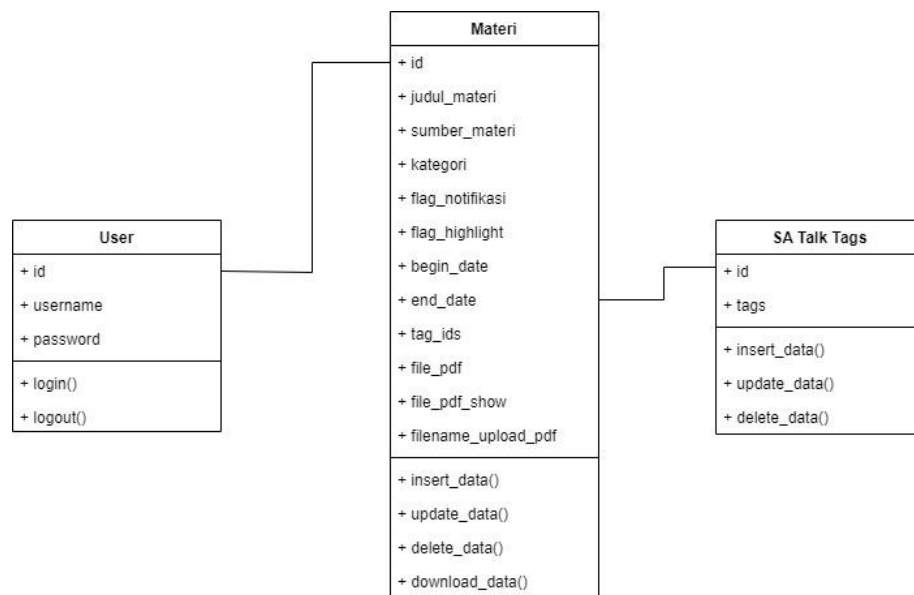 Materi
+ id
+ judul_materi
+ sumber_materi
+ kategori
+ flag_notifikasi
+ flag_highlight
+ begin_date
+ end_date
+ tag_ids
+ file_pdf
+ file_pdf_show
+ filename_upload_pdf
+ insert_data()
+ update_data()
+ delete_data()
+ download_data()
User
+ id
+ username
+ password
+ login()
+ logout()
SA Talk Tags
+ id
+ tags
+ insert_data()
+ update_data()
+ delete_data()